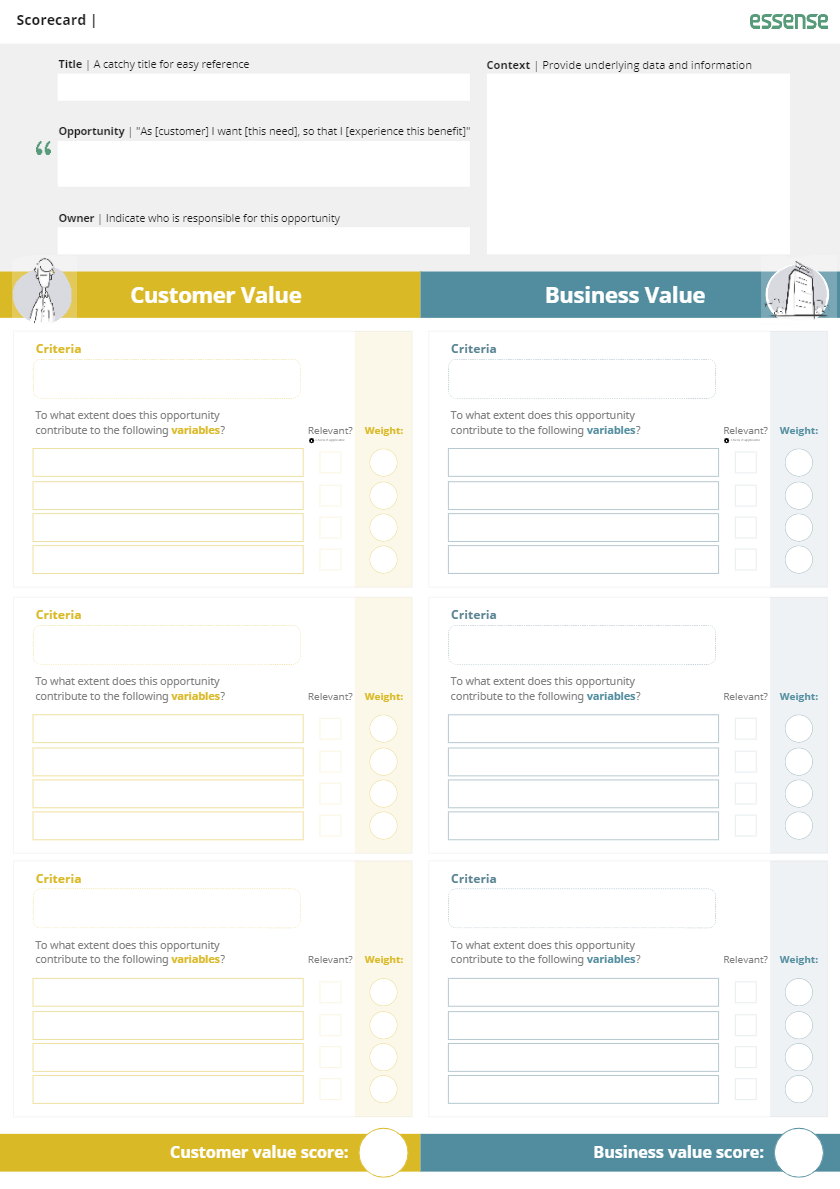 Scorecard |
essense
Title | A catchy title for easy reference
Context | Provide underlying data and information
Opportunity | "As [customer] I want [this need], so that I [experience this benefit]"
“
Owner | Indicate who is responsible for this opportunity
Customer Value
Business Value
Criteria
To what extent does this opportunity
contribute to the following variables?
Relevant?
Weight:
Criteria
To what extent does this opportunity
contribute to the following variables?
Relevant?
Weight:
Criteria
To what extent does this opportunity
contribute to the following variables?
Relevant?
Weight:
Criteria
To what extent does this opportunity
contribute to the following variables?
Relevant?
Weight:
Criteria
To what extent does this opportunity
contribute to the following variables?
Relevant?
Weight:
Criteria
To what extent does this opportunity
contribute to the following variables?
Relevant?
Weight:
Customer value score:
Business value score: